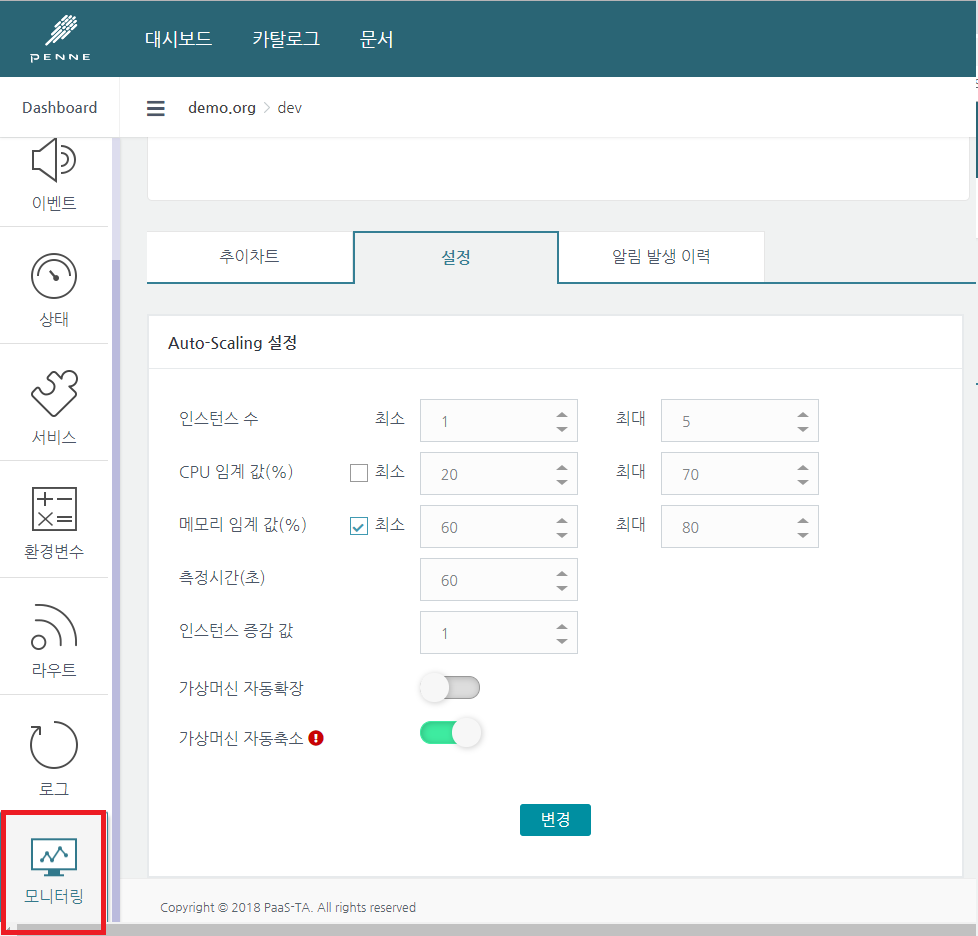 PENNE
대시보드 카탈로그 문서
Dashboard
demo.org > dev
이벤트
상태
서비스
환경변수
라우트
로그
모니터링
추이차트 설정 알림 발생 이력
Auto-Scaling 설정
인스턴스 수 최소 1 최대 5
CPU 임계 값(%) 최소 20 최대 70
메모리 임계 값(%) 최소 60 최대 80
측정시간(초) 60
인스턴스 증감 값 1
가상머신 자동확장
가상머신 자동축소
변경
Copyright © 2018 PaaS-TA. All rights reserved